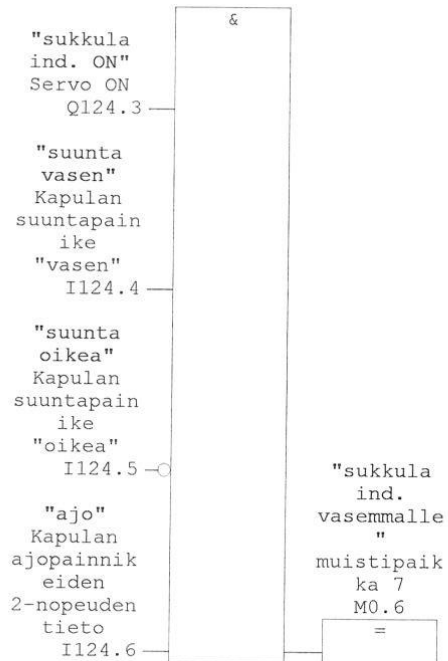 &
"sukkula
ind. ON"
Servo ON
Q124.3
"suunta
vasen"
Kapulan
suuntapain
ike
"vasen"
I124.4
"suunta
oikea"
Kapulan
suuntapain
ike
"oikea"
I124.5
"ajo"
Kapulan
ajopainnik
eiden
2-nopeuden
tieto
I124.6
"sukkula
ind.
vasemmalle
"
muistipaik
ka 7
M0.6
=